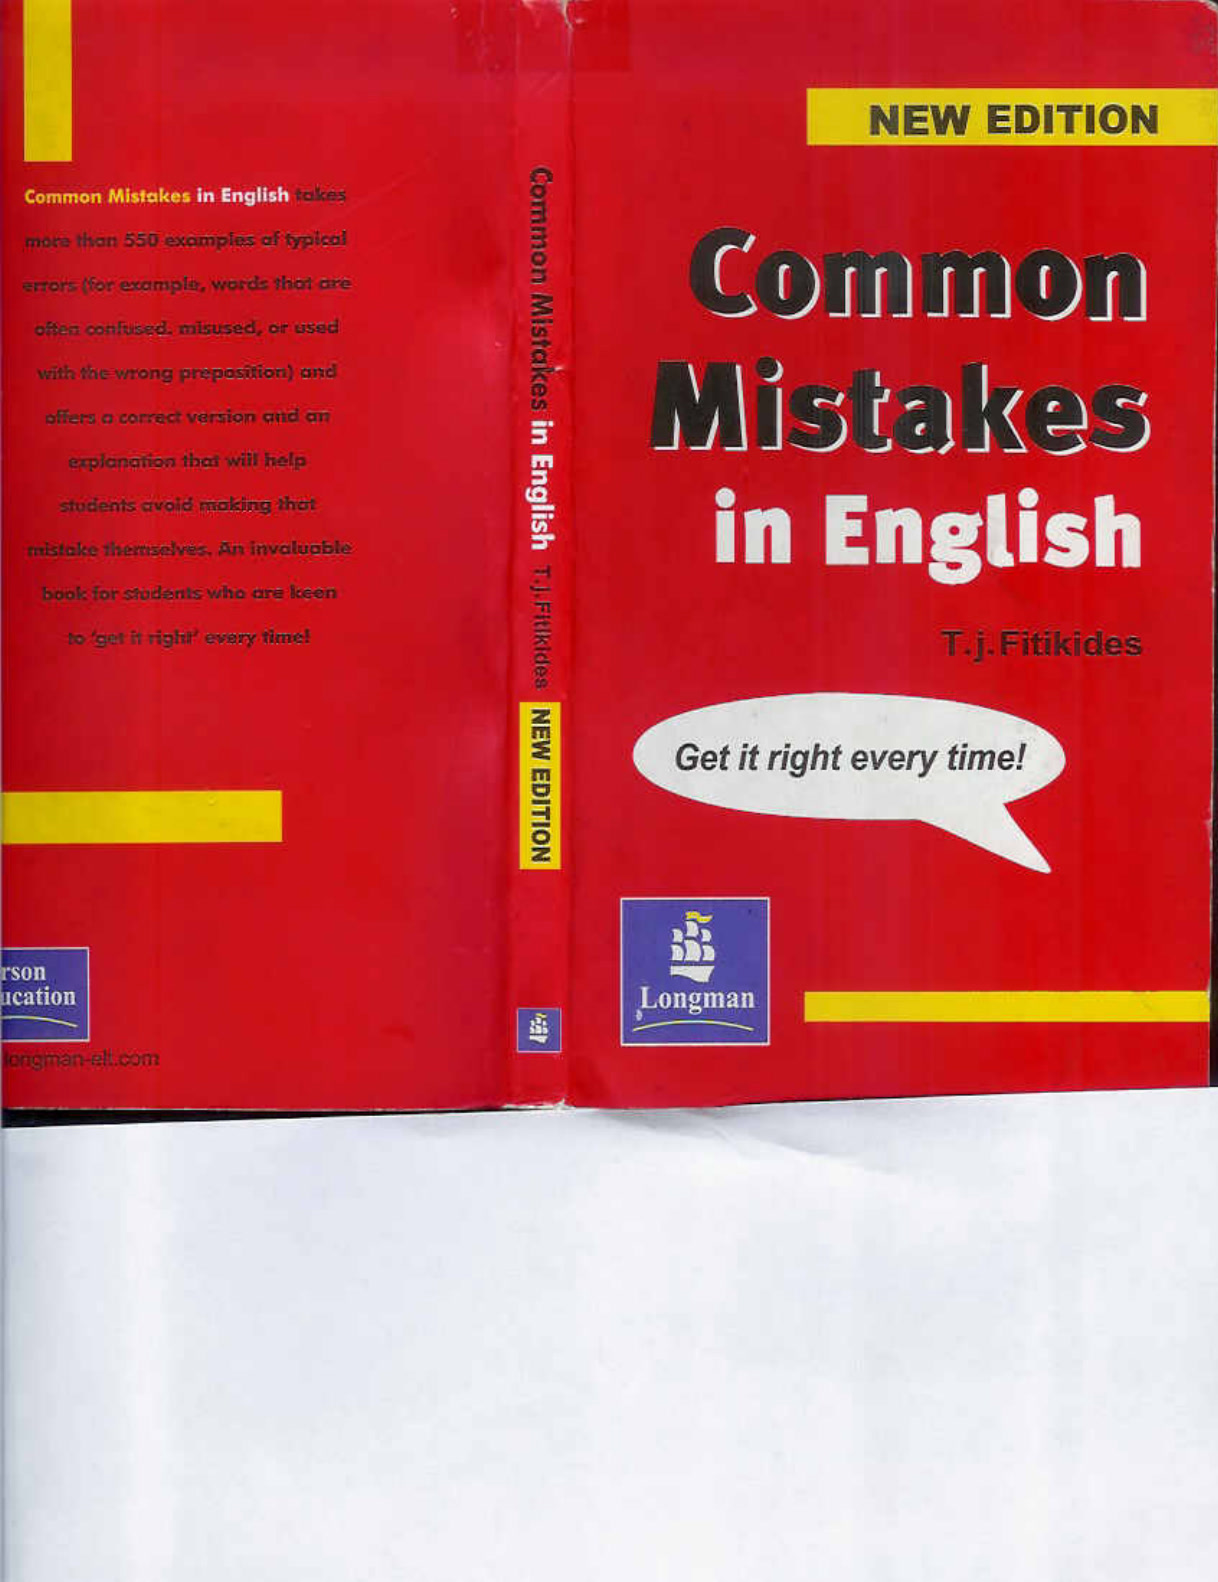 Common Mistakes in English takes
more than 550 examples of typical
errors (for example, words that are
often confused. misused, or used
with the wrong preposition) and
offers a correct version and an
explanation that will help
students avoid making that
mistake themselves. An invaluable
book for students who are keen
to 'get it right' every time!
rson
ucation
longman-elt.com
Common Mistakes in English T.j.Fitikides NEW EDITION
NEW EDITION
Common
Mistakes
in English
T.j.Fitikides
Get it right every time!
Longman